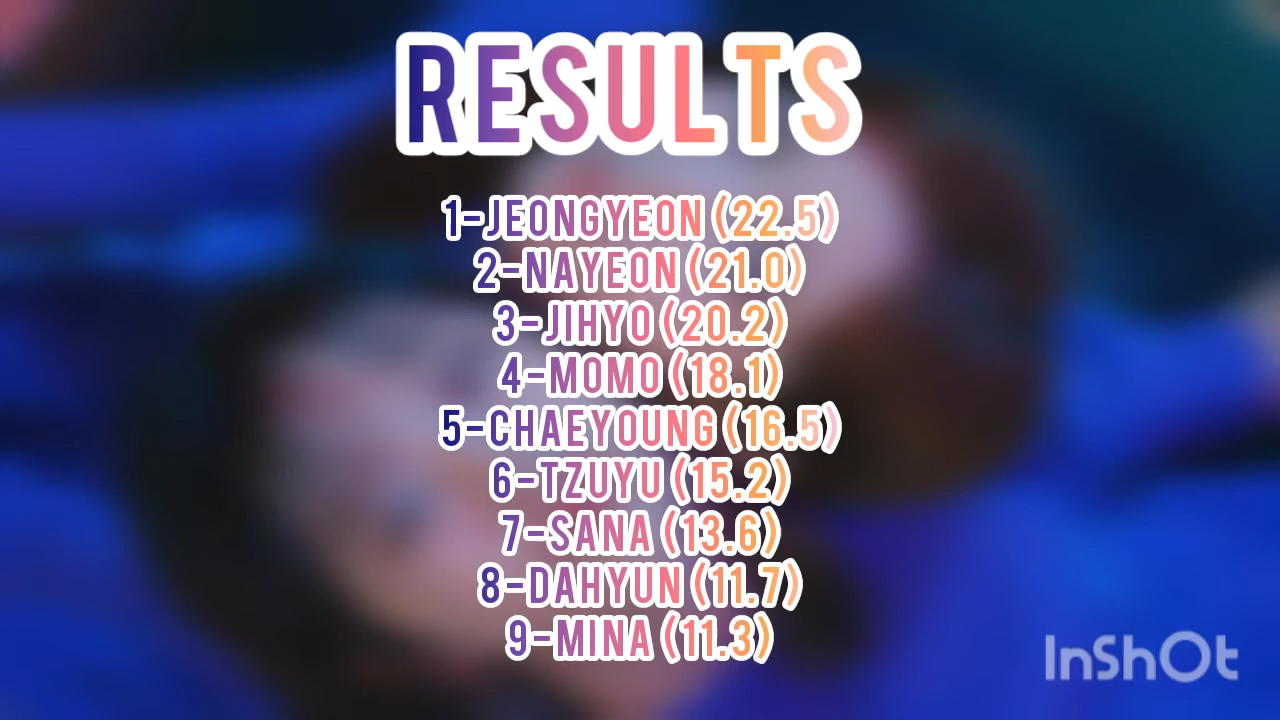 RESULTS
1-JEONGYEON (22.5)
2-NAYEON (21.0)
3-JIHYO (20.2)
4-MOMO (18.1)
5-CHAEYOUNG (16.5)
6-TZUYU (15.2)
7-SANA (13.6)
8-DAHYUN (11.7)
9-MINA (11.3)
InShOt